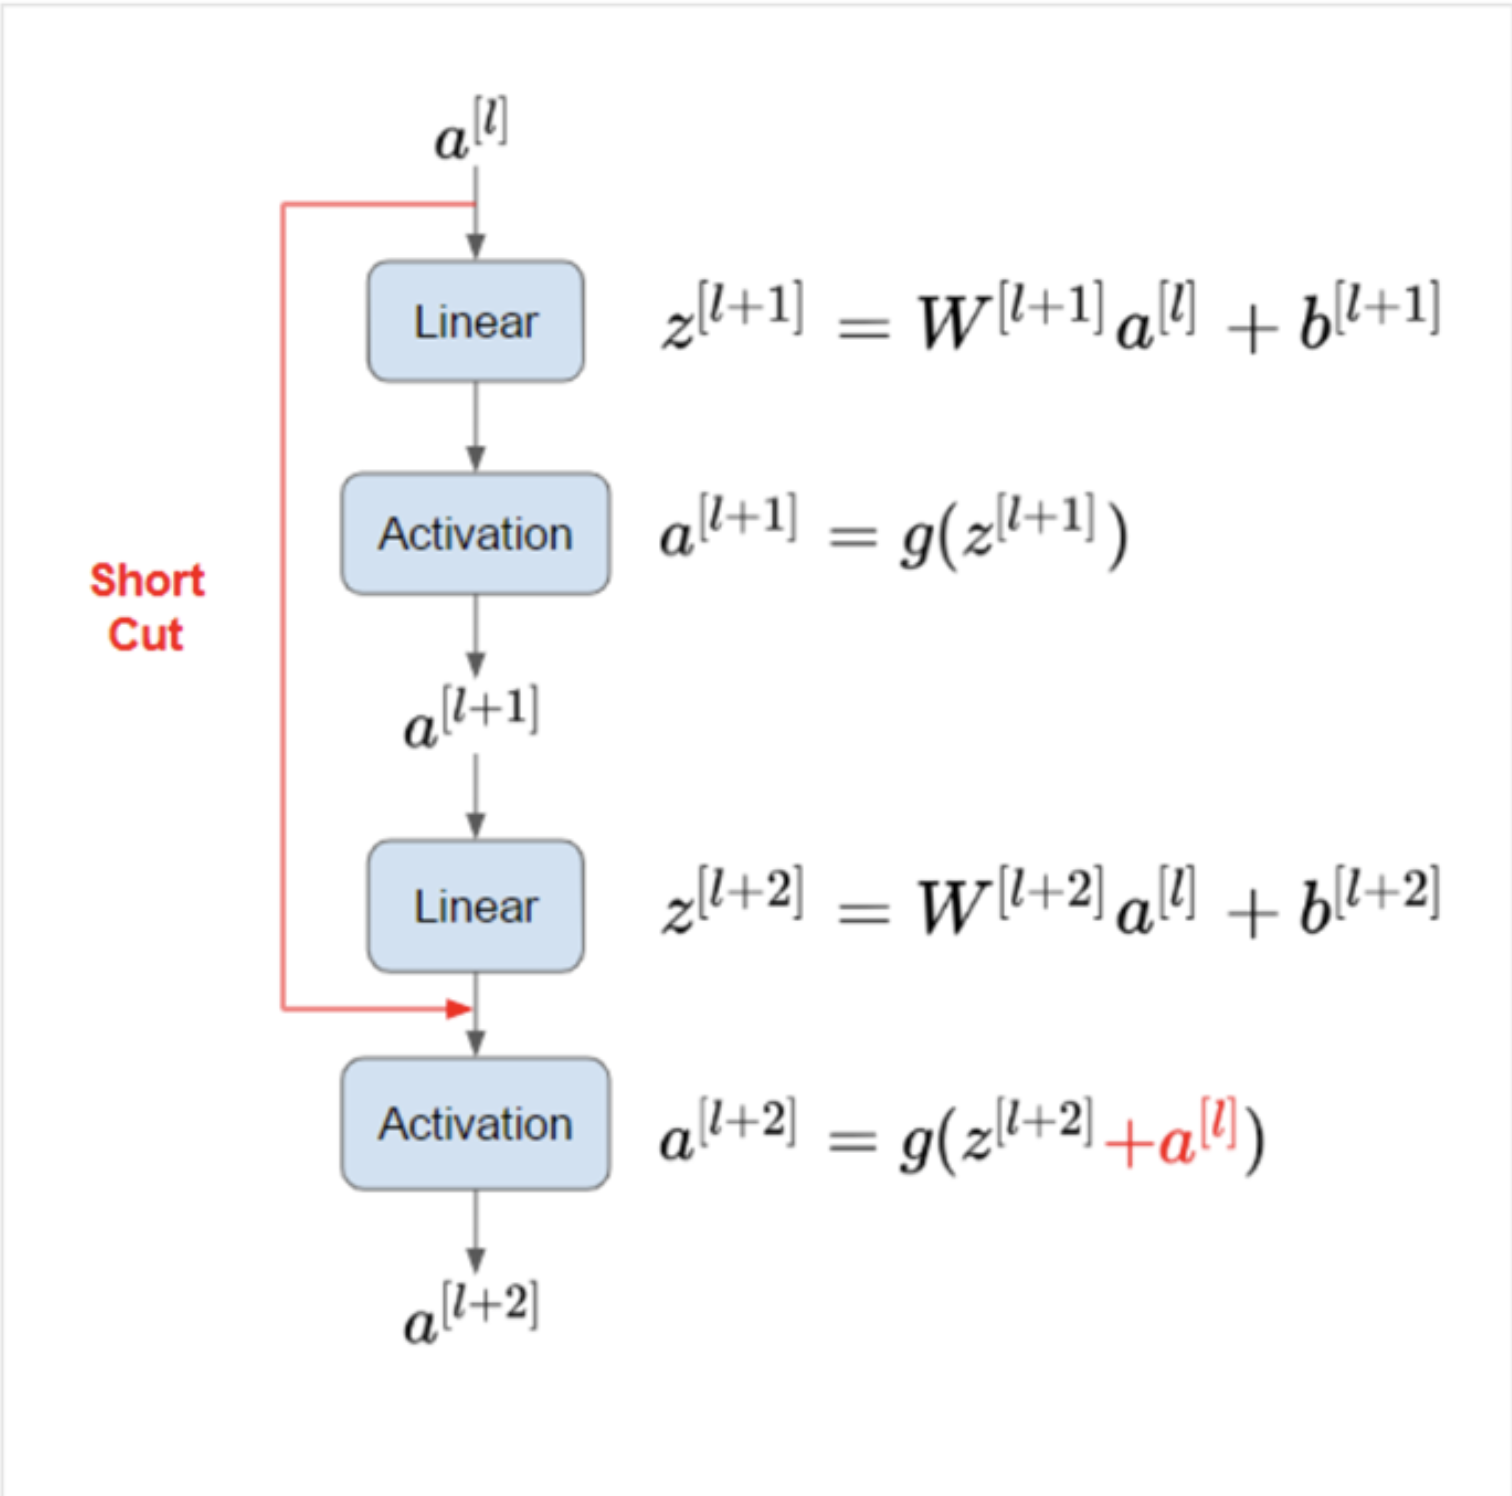 a^{[l]}
Linear
z^{[l+1]} = W^{[l+1]}a^{[l]} + b^{[l+1]}
Activation
a^{[l+1]} = g(z^{[l+1]})
Short
Cut
a^{[l+1]}
Linear
z^{[l+2]} = W^{[l+2]}a^{[l]} + b^{[l+2]}
Activation
a^{[l+2]} = g(z^{[l+2]}+a^{[l]})
a^{[l+2]}